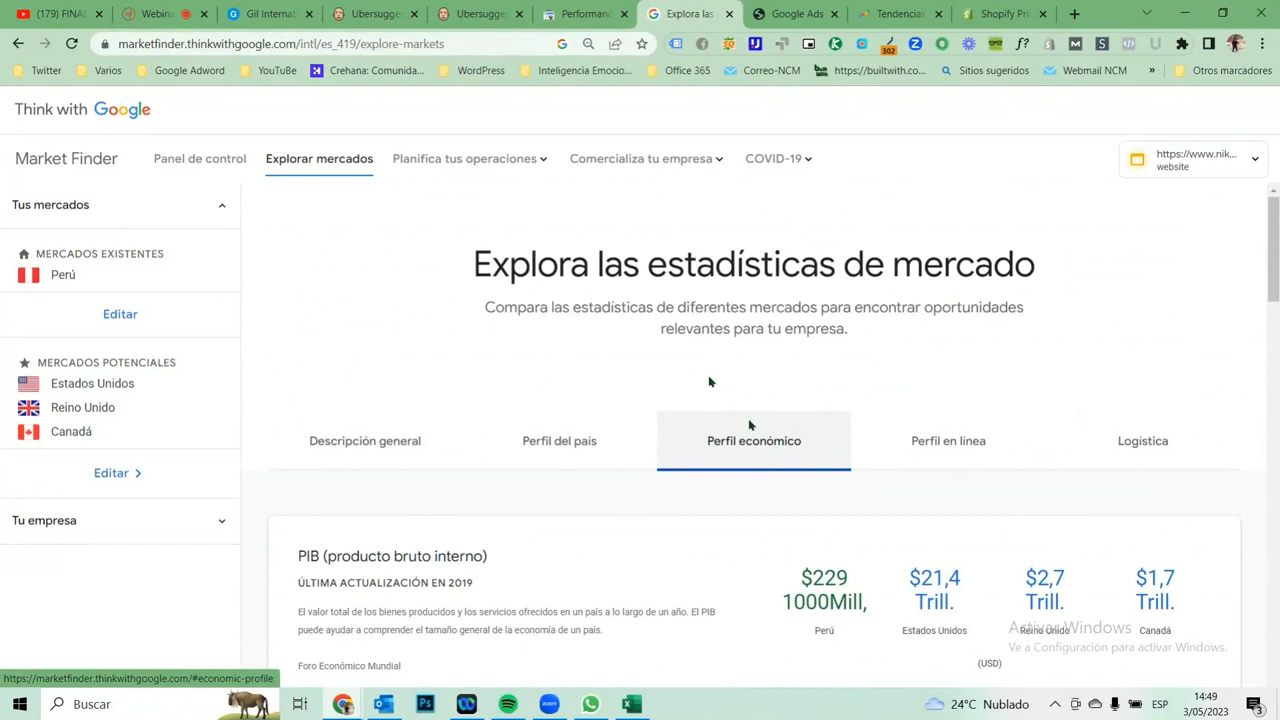 (179) FAL
Webina
Gil Internat
Ubersugges
Ubersugges
Performanc
Explora las
Google Ads
Tendencias
Shopify Pri
marketfinder.thinkwithgoogle.com/intl/es_419/explore-markets
302
Twitter
Varios
Google Adword
YouTube
Crehana: Comunida...
WordPress
Inteligencia Emocio...
Office 365
Correo-NCM
https://builtwith.co...
Sitios sugeridos
Webmail NCM
»
Otros marcadores
Think with Google
Market Finder
Panel de control
Explorar mercados
Planifica tus operaciones
Comercializa tu empresa
COVID-19
https://www.nik...
website
Tus mercados
MERCADOS EXISTENTES
Perú
Editar
MERCADOS POTENCIALES
Estados Unidos
Reino Unido
Canadá
Editar
Tu empresa
Explora las estadísticas de mercado
Compara las estadísticas de diferentes mercados para encontrar oportunidades
relevantes para tu empresa.
Descripción general
Perfil del país
Perfil económico
Perfil en línea
Logística
PIB (producto bruto interno)
ÚLTIMA ACTUALIZACIÓN EN 2019
El valor total de los bienes producidos y los servicios ofrecidos en un país a lo largo de un año. El PIB
puede ayudar a comprender el tamaño general de la economía de un país.
Foro Económico Mundial
$229
1000Mill,
Perú
$21,4
Trill.
Estados Unidos
$2,7
Trill.
Reino Unido
$1,7
Trill.
Canadá
(USD)
Activar Windows
Ve a Configuración para activar Windows.
https://marketfinder.thinkwithgoogle.com/#economic-profile
Buscar
24°C Nublado
ESP
14:49
3/05/2023
3